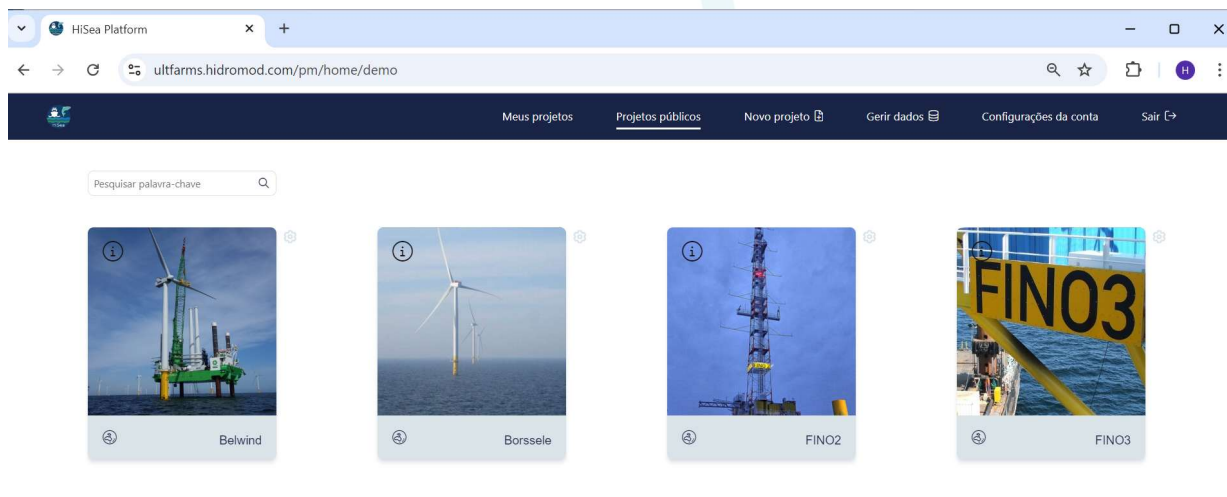 HiSea Platform
ultfarms.hidromod.com/pm/home/demo
H
HiSea
Meus projetos Projetos públicos Novo projeto Gerir dados Configurações da conta Sair
Pesquisar palavra-chave
FINO3
Belwind Borssele FINO2 FINO3